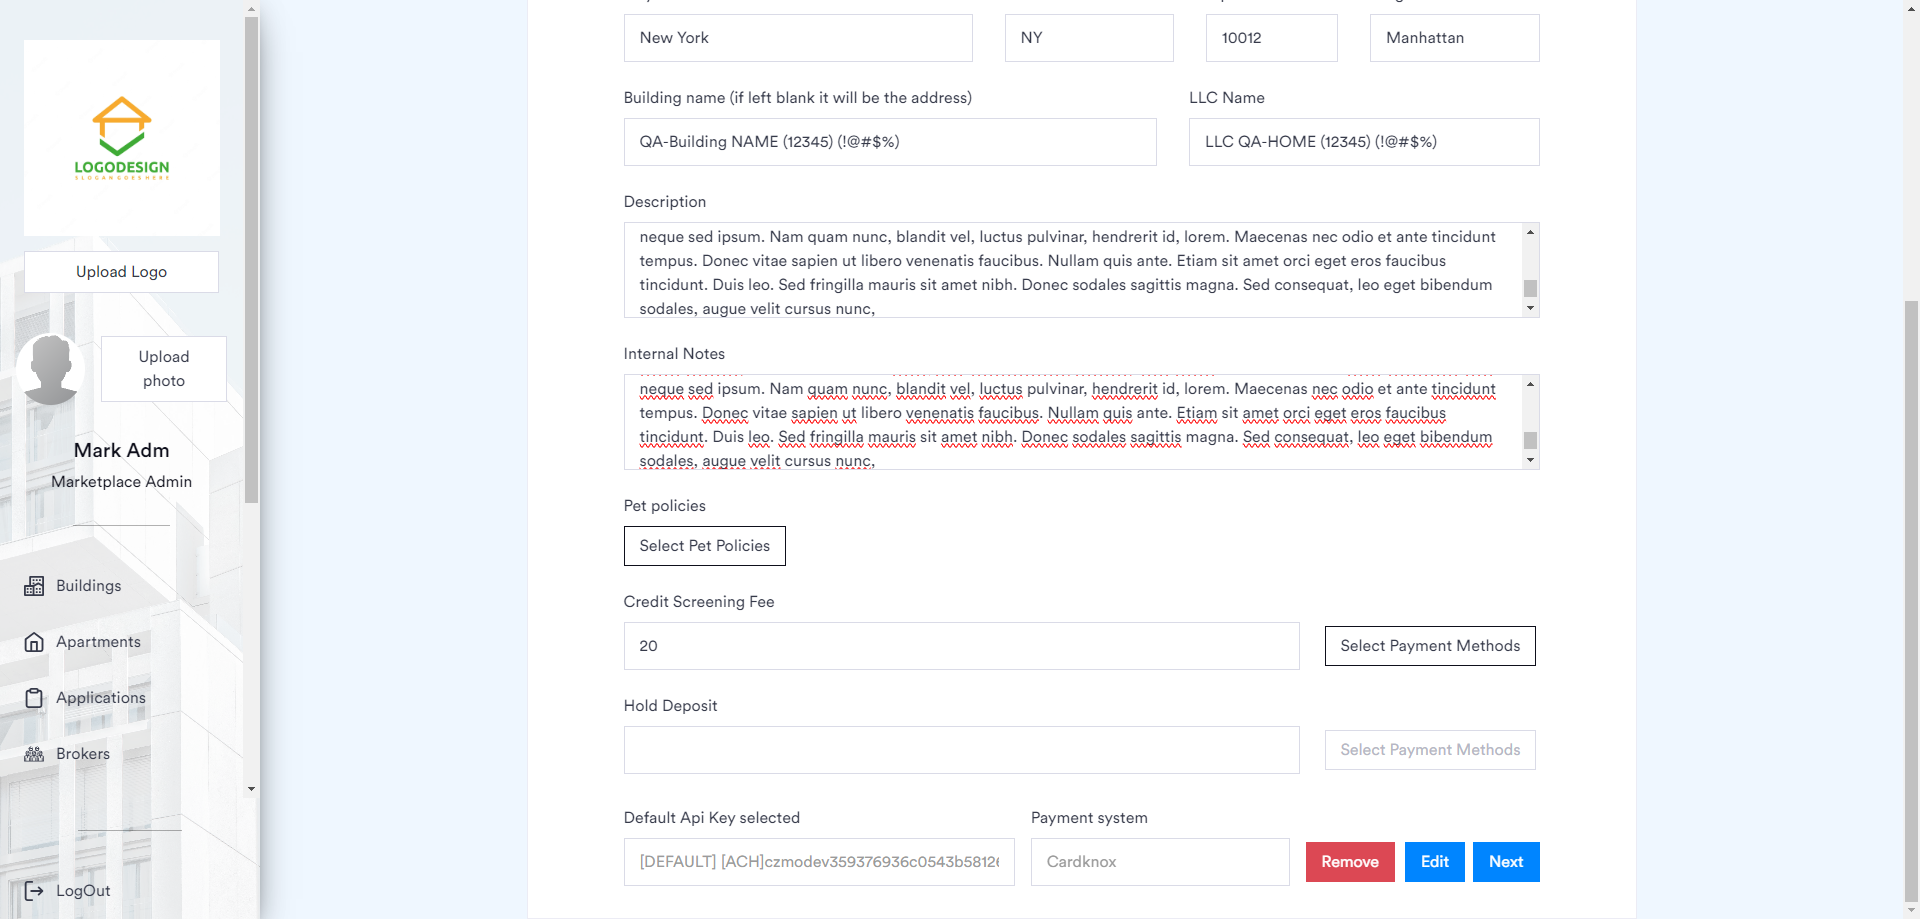 LOGODESIGN
SLOGAN GOES HERE
Upload Logo
Upload
photo
Mark Adm
Marketplace Admin
Buildings
Apartments
Applications
Brokers
LogOut
New York
NY
10012
Manhattan
Building name (if left blank it will be the address)
LLC Name
QA-Building NAME (12345) (!@#$%)
LLC QA-HOME (12345) (!@#$%)
Description
neque sed ipsum. Nam quam nunc, blandit vel, luctus pulvinar, hendrerit id, lorem. Maecenas nec odio et ante tincidunt
tempus. Donec vitae sapien ut libero venenatis faucibus. Nullam quis ante. Etiam sit amet orci eget eros faucibus
tincidunt. Duis leo. Sed fringilla mauris sit amet nibh. Donec sodales sagittis magna. Sed consequat, leo eget bibendum
sodales, augue velit cursus nunc,
Internal Notes
neque sed ipsum. Nam quam nunc, blandit vel, luctus pulvinar, hendrerit id, lorem. Maecenas nec odio et ante tincidunt
tempus. Donec vitae sapien ut libero venenatis faucibus. Nullam quis ante. Etiam sit amet orci eget eros faucibus
tincidunt. Duis leo. Sed fringilla mauris sit amet nibh. Donec sodales sagittis magna. Sed consequat, leo eget bibendum
sodales, augue velit cursus nunc,
Pet policies
Select Pet Policies
Credit Screening Fee
20
Select Payment Methods
Hold Deposit
Select Payment Methods
Default Api Key selected
Payment system
[DEFAULT] [ACH]czmodev359376936c0543b5812
Cardknox
Remove
Edit
Next